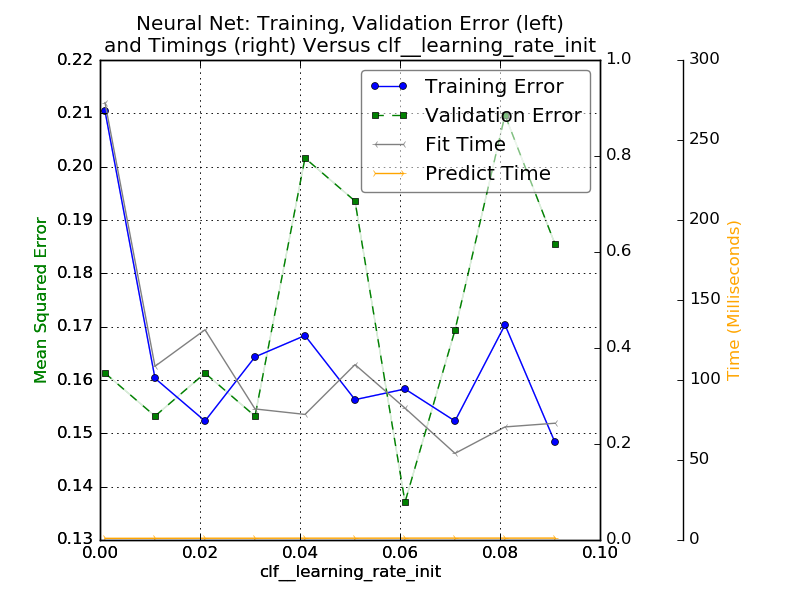 Neural Net: Training, Validation Error (left)
and Timings (right) Versus clf__learning_rate_init
Training Error
Validation Error
Fit Time
Predict Time
Mean Squared Error
0.22
0.21
0.20
0.19
0.18
0.17
0.16
0.15
0.14
0.13
0.00 0.02 0.04 0.06 0.08 0.10
clf__learning_rate_init
1.0
0.8
0.6
0.4
0.2
0.0
300
250
200
150
100
50
0
Time (Milliseconds)